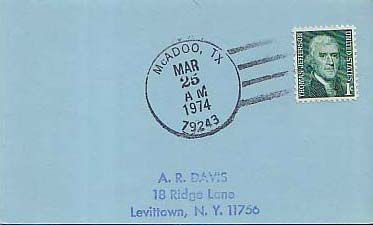 McADOO, TX
MAR
25
A M
1974
79243
UNITED STATES
THOMAS JEFFERSON
1c
A. R. DAVIS
18 Ridge Lane
Levittown, N. Y. 11756